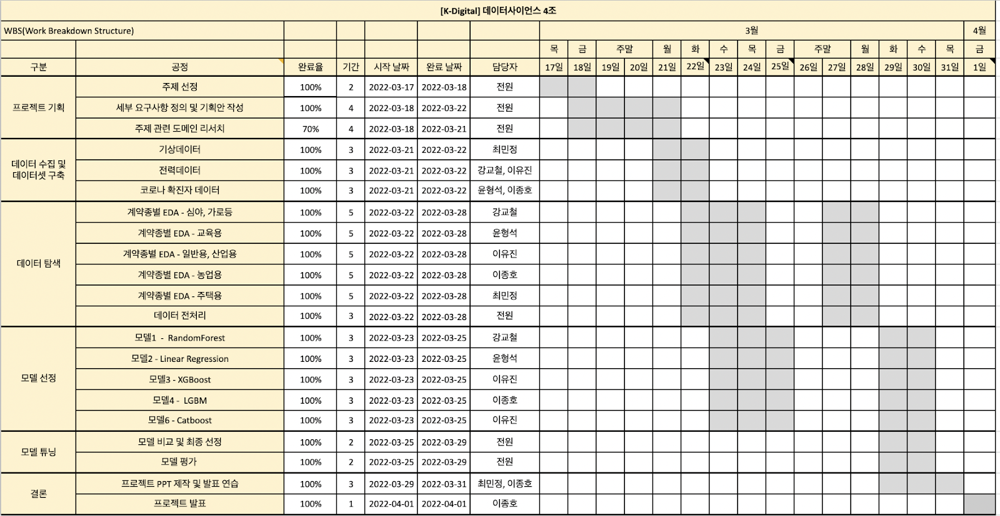 [K-Digital] 데이터사이언스 4조
WBS(Work Breakdown Structure) 3월 4월
목 금 주말 월 화 수 목 금 주말 월 화 수 목 금
구분 공정 완료율 기간 시작 날짜 완료 날짜 담당자 17일 18일 19일 20일 21일 22일 23일 24일 25일 26일 27일 28일 29일 30일 31일 1일
프로젝트 기획
주제 선정 100% 2 2022-03-17 2022-03-18 전원
세부 요구사항 정의 및 기획안 작성 100% 4 2022-03-18 2022-03-22 전원
주제 관련 도메인 리서치 70% 4 2022-03-18 2022-03-21 전원
데이터 수집 및
데이터셋 구축
기상데이터 100% 3 2022-03-21 2022-03-22 최민정
전력데이터 100% 3 2022-03-21 2022-03-22 강교철, 이유진
코로나 확진자 데이터 100% 3 2022-03-21 2022-03-22 윤형석, 이종호
데이터 탐색
계약종별 EDA - 심야, 가로등 100% 5 2022-03-22 2022-03-28 강교철
계약종별 EDA - 교육용 100% 5 2022-03-22 2022-03-28 윤형석
계약종별 EDA - 일반용, 산업용 100% 5 2022-03-22 2022-03-28 이유진
계약종별 EDA - 농업용 100% 5 2022-03-22 2022-03-28 이종호
계약종별 EDA - 주택용 100% 5 2022-03-22 2022-03-28 최민정
데이터 전처리 100% 3 2022-03-22 2022-03-28 전원
모델 선정
모델1 - RandomForest 100% 3 2022-03-23 2022-03-25 강교철
모델2 - Linear Regression 100% 3 2022-03-23 2022-03-25 윤형석
모델3 - XGBoost 100% 3 2022-03-23 2022-03-25 이유진
모델4 - LGBM 100% 3 2022-03-23 2022-03-25 이종호
모델6 - Catboost 100% 3 2022-03-23 2022-03-25 이유진
모델 튜닝
모델 비교 및 최종 선정 100% 2 2022-03-25 2022-03-29 전원
모델 평가 100% 2 2022-03-25 2022-03-29 전원
결론
프로젝트 PPT 제작 및 발표 연습 100% 3 2022-03-29 2022-03-31 최민정, 이종호
프로젝트 발표 100% 1 2022-04-01 2022-04-01 이종호